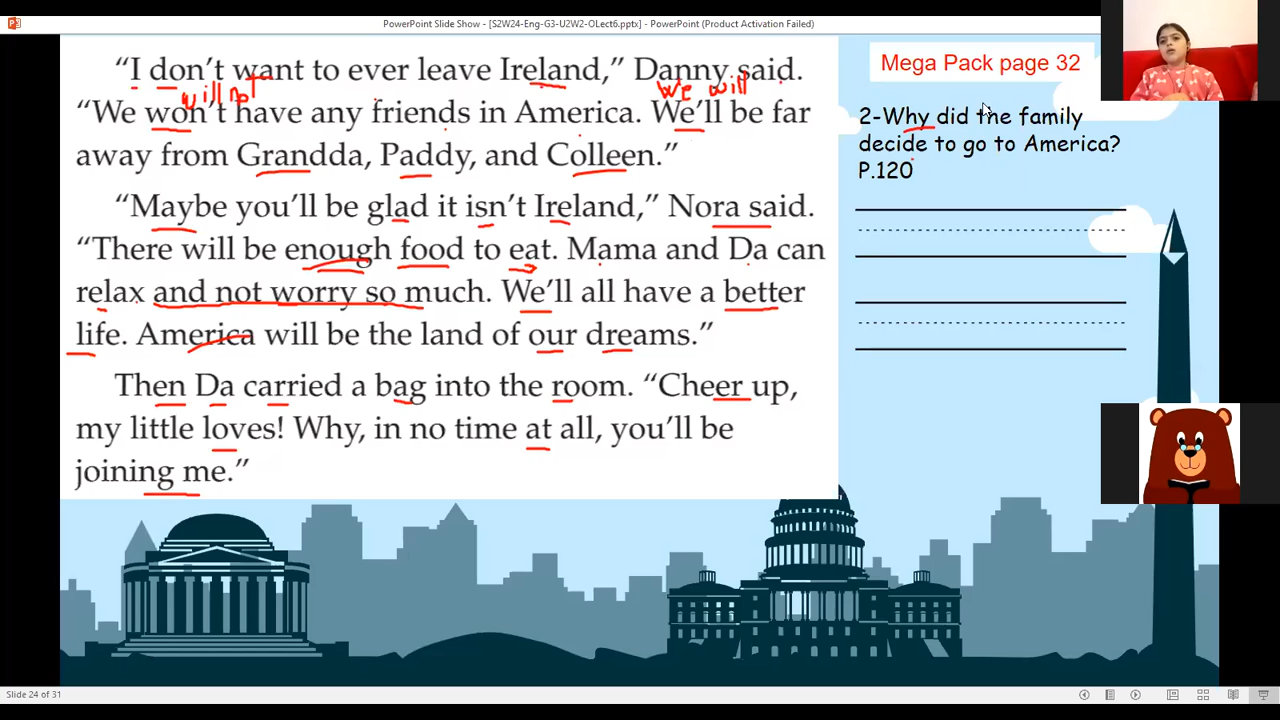 PowerPoint Slide Show - [S2W24-Eng-G3-U2W2-OLect6.pptx] - PowerPoint (Product Activation Failed)
“I don’t want to ever leave Ireland,” Danny said.
will not
we will
“We won’t have any friends in America. We’ll be far
away from Grandda, Paddy, and Colleen.”
“Maybe you’ll be glad it isn’t Ireland,” Nora said.
“There will be enough food to eat. Mama and Da can
relax and not worry so much. We’ll all have a better
life. America will be the land of our dreams.”
Then Da carried a bag into the room. “Cheer up,
my little loves! Why, in no time at all, you’ll be
joining me.”
Mega Pack page 32
2-Why did the family
decide to go to America?
P.120
Slide 24 of 31